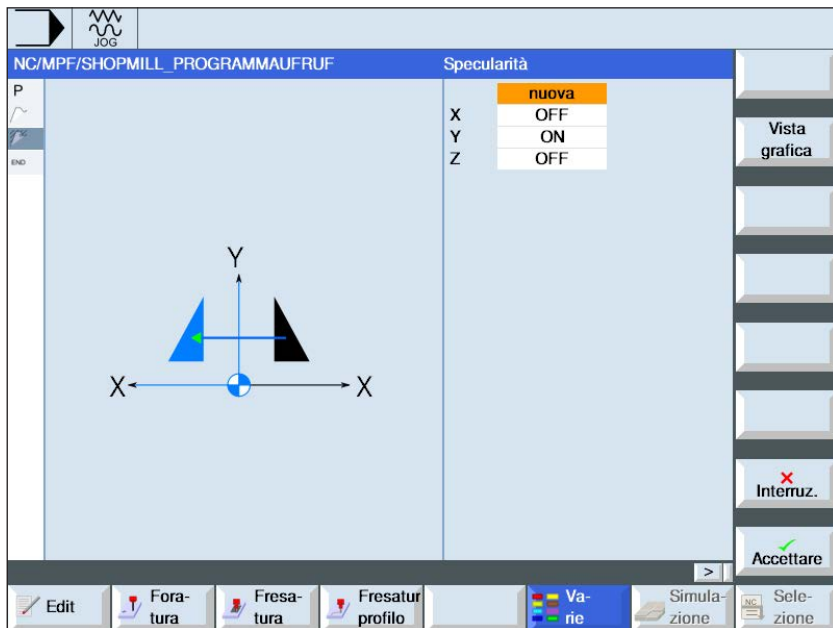 JOG
NC/MPF/SHOPMILL_PROGRAMMAUFRUF
Specularità
P
END
nuova
X OFF
Y ON
Z OFF
Y
X
X
Vista
grafica
Interruz.
Accettare
>
Edit
Fora-
tura
Fresa-
tura
Fresatur
profilo
Va-
rie
Simula-
zione
NC
Sele-
zione